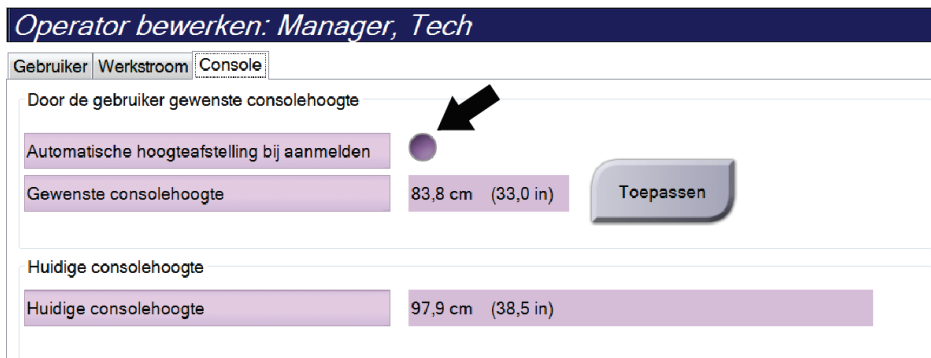 Operator bewerken: Manager, Tech
Gebruiker Werkstroom Console
Door de gebruiker gewenste consolehoogte
Automatische hoogteafstelling bij aanmelden
Gewenste consolehoogte 83,8 cm (33,0 in) Toepassen
Huidige consolehoogte
Huidige consolehoogte 97,9 cm (38,5 in)